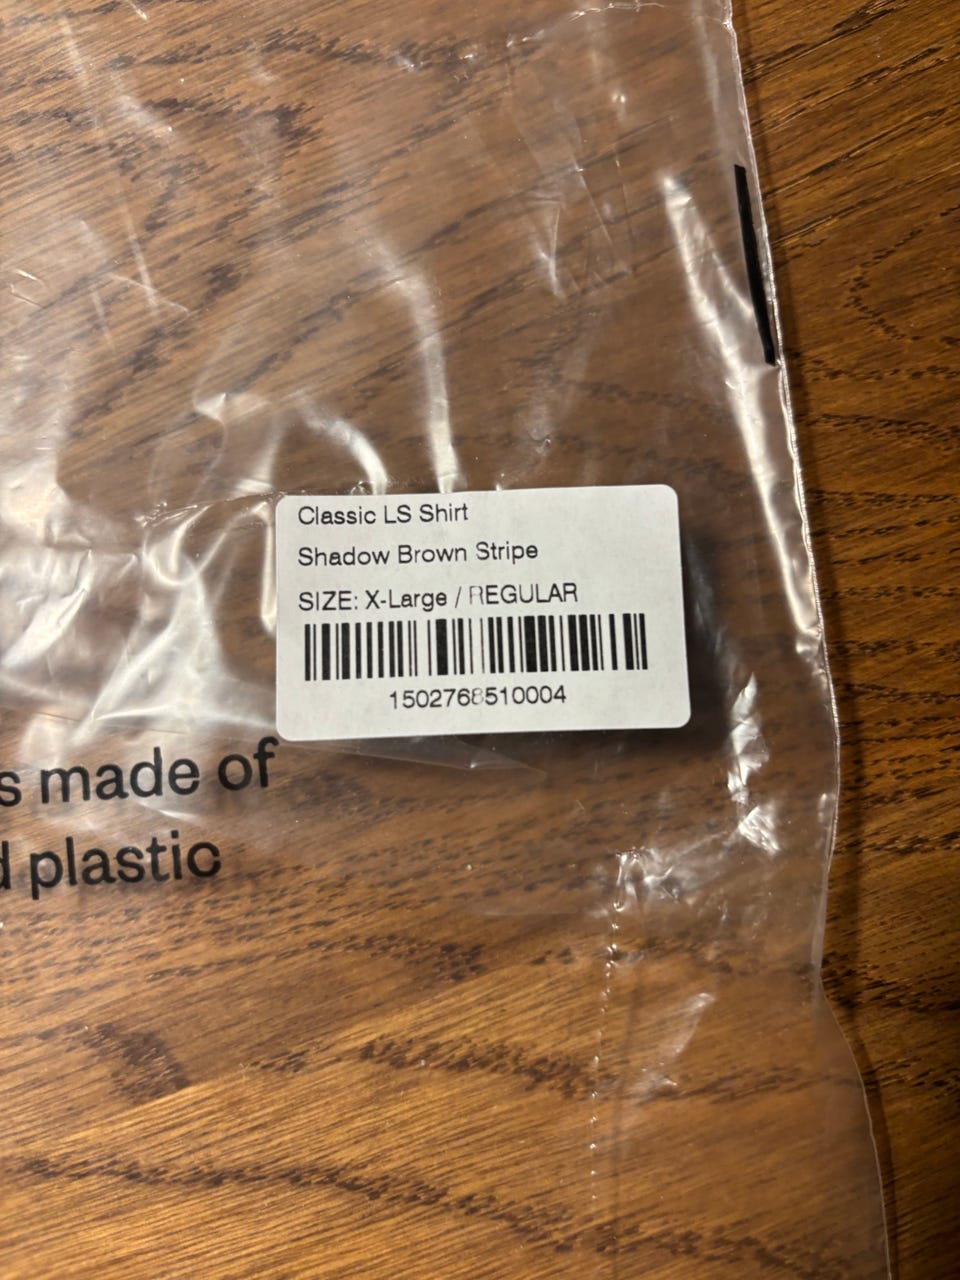 Classic LS Shirt
Shadow Brown Stripe
SIZE: X-Large / REGULAR
1502768510004
s made of
d plastic